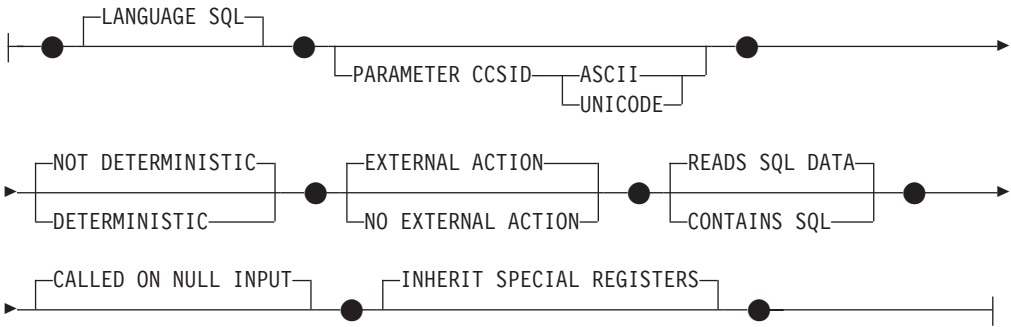 LANGUAGE SQL
PARAMETER CCSID ASCII
UNICODE
NOT DETERMINISTIC EXTERNAL ACTION READS SQL DATA
DETERMINISTIC NO EXTERNAL ACTION CONTAINS SQL
CALLED ON NULL INPUT INHERIT SPECIAL REGISTERS